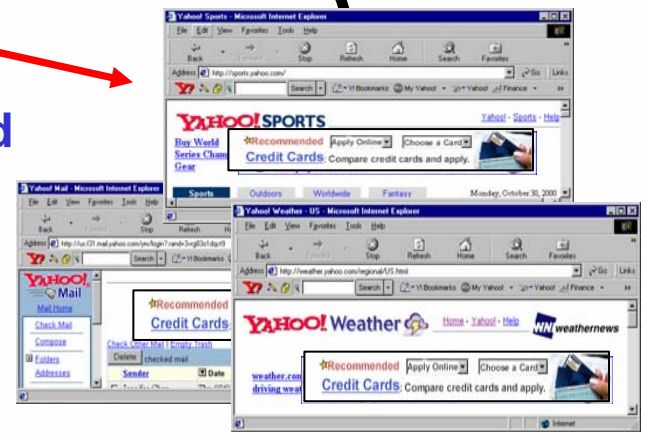 Yahoo! Sports - Microsoft Internet Explorer
File Edit View Favorites Tools Help
Back Stop Refresh Home Search Favorites
Address http://sports.yahoo.com/ Go Links
Y? Search Y! Bookmarks My Yahoo! Yahoo! Finance
YAHOO! SPORTS
Yahoo! - Sports - Help
Buy World
Series Cham
Gear
Recommended Apply Online Choose a Card
Credit Cards: Compare credit cards and apply.
Sports Outdoors Worldwide Fantasy Monday, October 30, 2000
d
Yahoo! Mail - Microsoft Internet Explorer
File Edit View Favorites Tools Help
Back Stop Refresh
Address
Y? Search Y! Bookmarks
YAHOO!
Mail
Mail Home
Check Mail
Compose
Folders
Addresses
Recommended
Credit Cards
Check Other Mail | Empty Trash
Delete checked mail
Sender Date
Yahoo! Weather - US - Microsoft Internet Explorer
File Edit View Favorites Tools Help
Back Stop Refresh Home Search Favorites
Address http://weather.yahoo.com/regional/US.html Go Links
Y? Search Y! Bookmarks My Yahoo! Yahoo! Finance
YAHOO! Weather
Home - Yahoo! - Help
WN weathernews
weather.com
driving weat
Recommended Apply Online Choose a Card
Credit Cards: Compare credit cards and apply.
Internet